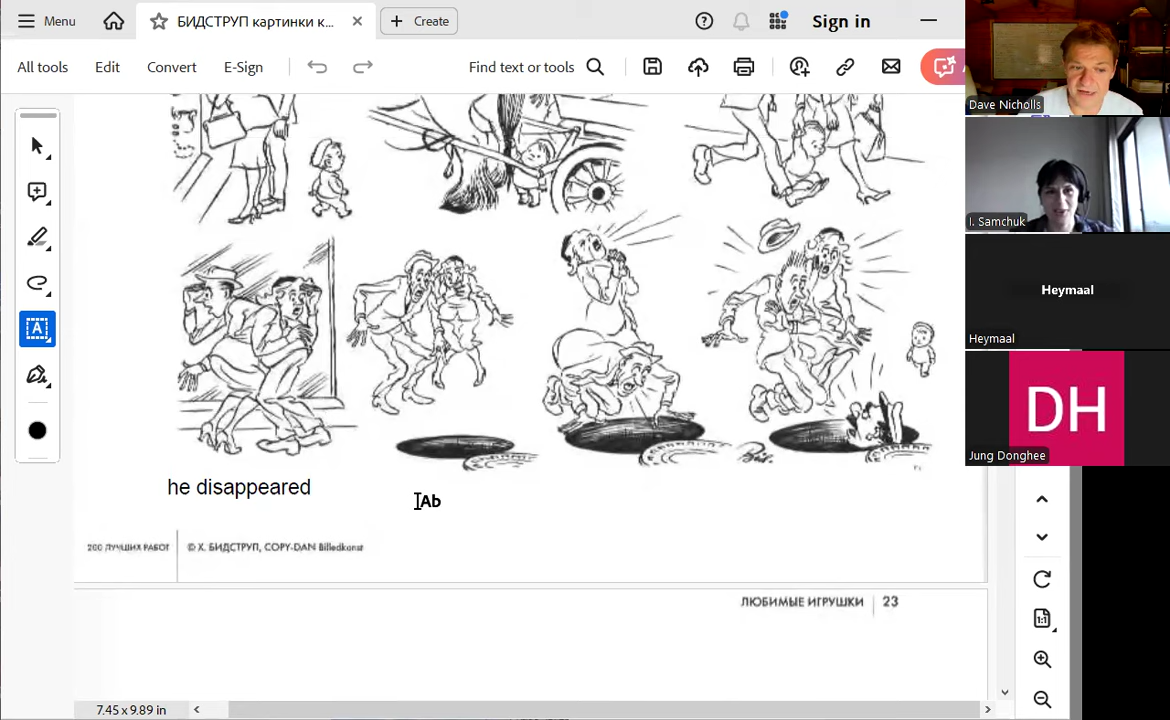 Menu
БИДСТРУП картинки к...
Create
Sign in
All tools
Edit
Convert
E-Sign
Find text or tools
Dave Nicholls
I. Samchuk
Heymaal
Heymaal
DH
Jung Donghee
A
he disappeared
Ab
200 ЛУЧШИХ РАБОТ
© Х. БИДСТРУП, COPY-DAN Billedkunst
ЛЮБИМЫЕ ИГРУШКИ 23
1:1
7.45 x 9.89 in